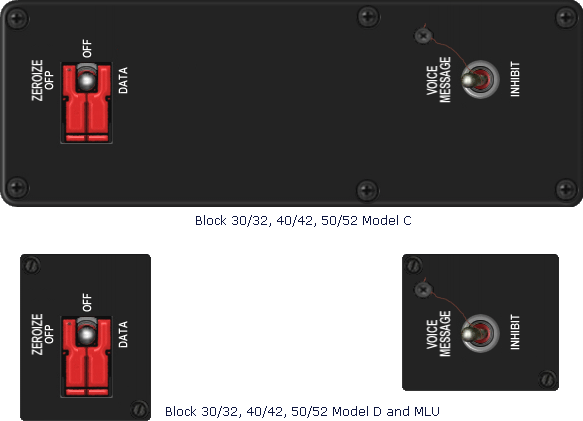 OFF
ZEROIZE
OFP
DATA
VOICE
MESSAGE
INHIBIT
Block 30/32, 40/42, 50/52 Model C
OFF
ZEROIZE
OFP
DATA
VOICE
MESSAGE
INHIBIT
Block 30/32, 40/42, 50/52 Model D and MLU